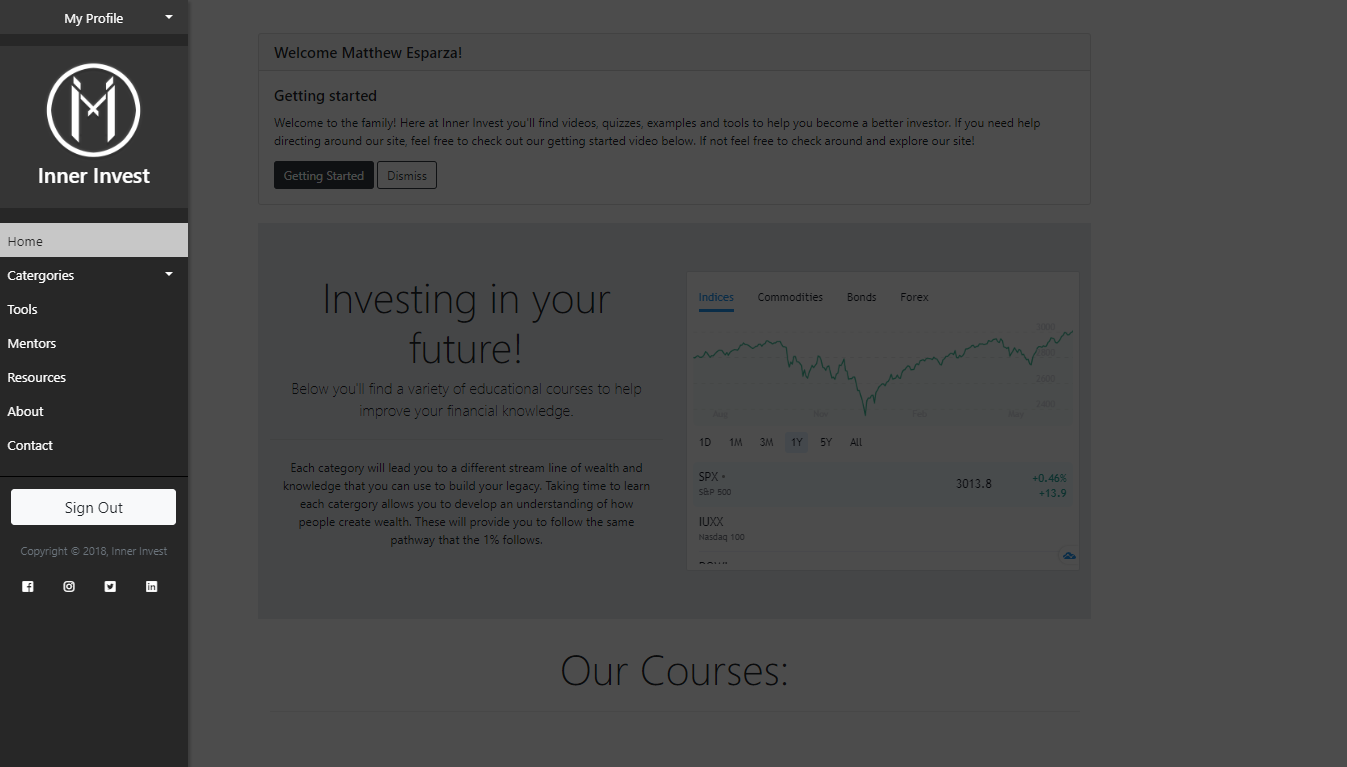 My Profile
Inner Invest
Home
Catergories
Tools
Mentors
Resources
About
Contact
Sign Out
Copyright © 2018, Inner Invest
Welcome Matthew Esparza!
Getting started
Welcome to the family! Here at Inner Invest you'll find videos, quizzes, examples and tools to help you become a better investor. If you need help
directing around our site, feel free to check out our getting started video below. If not feel free to check around and explore our site!
Getting Started Dismiss
Investing in your
future!
Below you'll find a variety of educational courses to help
improve your financial knowledge.
Each category will lead you to a different stream line of wealth and
knowledge that you can use to build your legacy. Taking time to learn
each catergory allows you to develop an understanding of how
people create wealth. These will provide you to follow the same
pathway that the 1% follows.
Indices Commodities Bonds Forex
1D 1M 3M 1Y 5Y All
SPX 3013.8 +0.46%
S&P 500 +13.9
IUXX
Nasdaq 100
Our Courses: